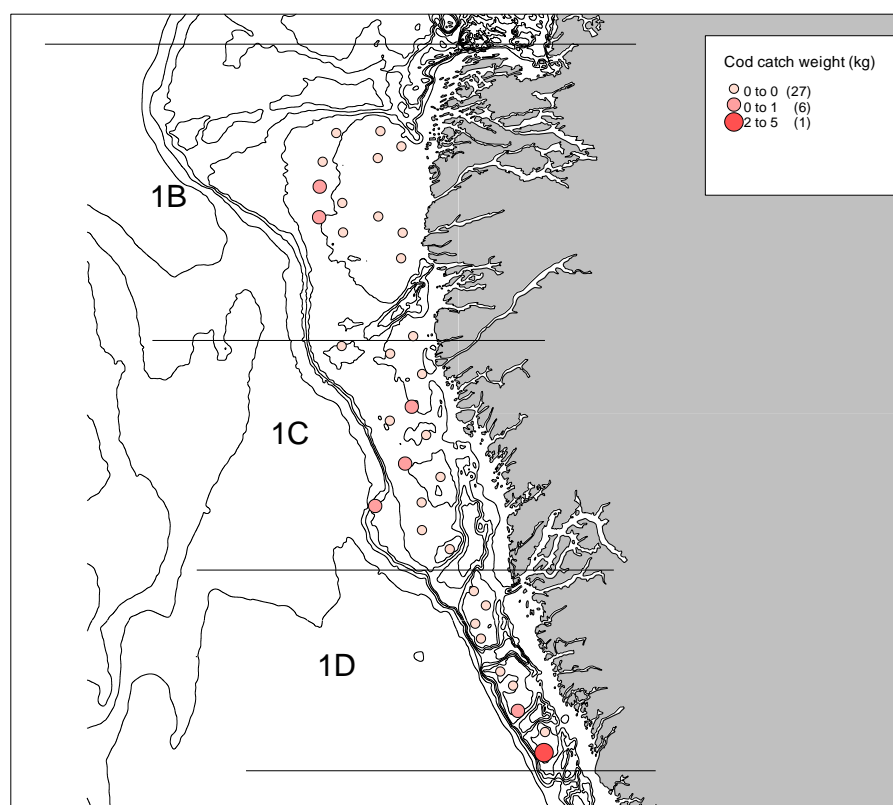 Cod catch weight (kg)
0 to 0 (27)
0 to 1 (6)
2 to 5 (1)
1B
1C
1D